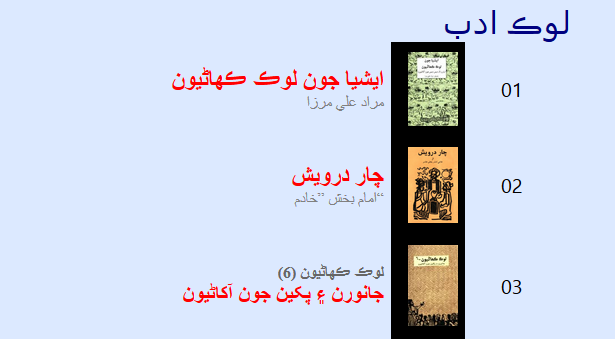 لوڪ ادب
01
ايشيا جون لوڪ ڪهاڻيون
مراد علي مرزا
02
چار درويش
امام بخش ”خادم“
03
لوڪ ڪهاڻيون (6)
جانورن ۽ پکين جون آکاڻيون